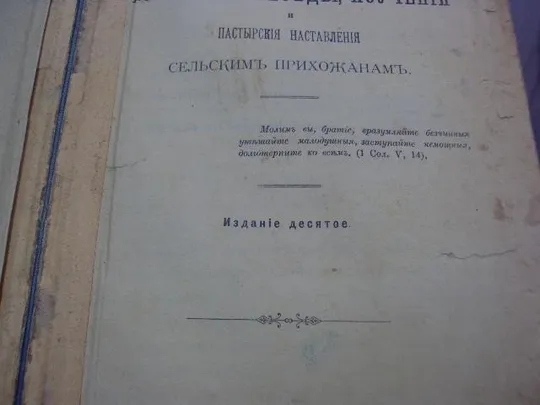 и
ПАСТЫРСКІЯ НАСТАВЛЕНІЯ
СЕЛЬСКИМЪ ПРИХОЖАНАМЪ.
Молимъ вы, братіе, вразумляйте безчинныя
утѣшайте малодушныя, заступайте немощныя,
долготерпите ко всѣмъ. (1 Сол. V, 14).
Изданіе десятое.